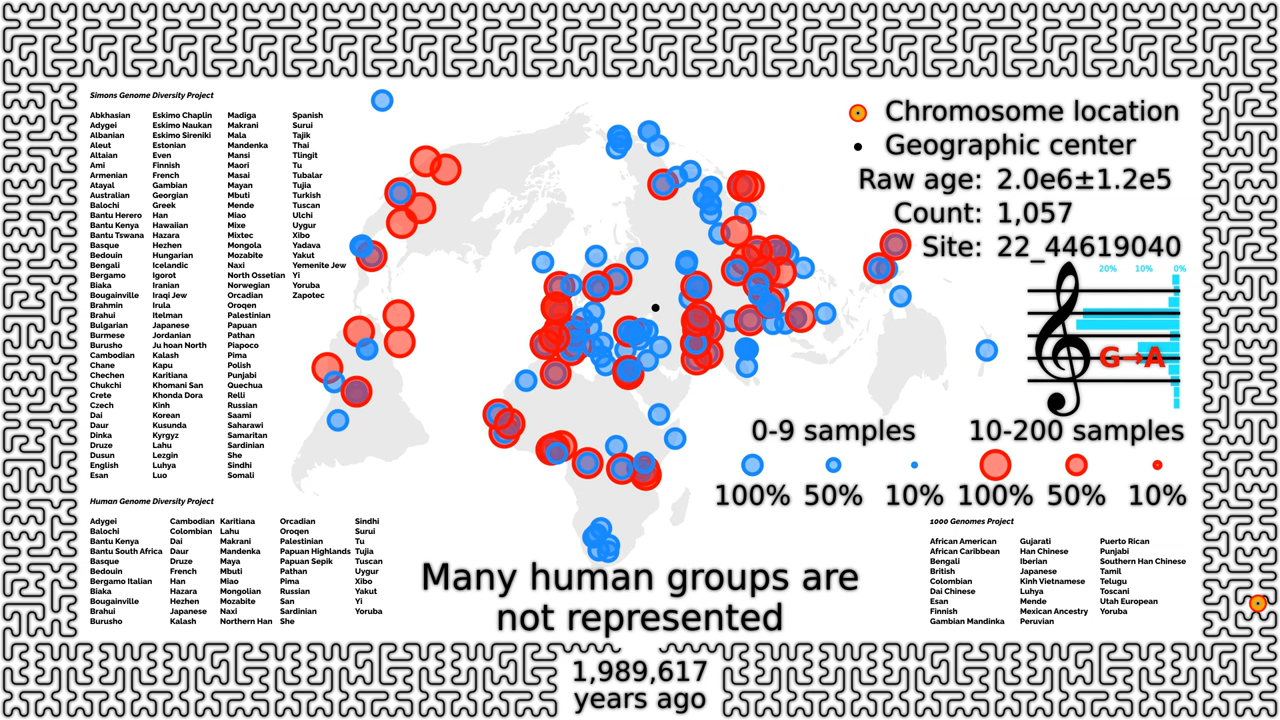 Simons Genome Diversity Project
Abkhasian Eskimo Chaplin Madiga Spanish
Adygei Eskimo Naukan Makrani Surui
Albanian Eskimo Sireniki Mala Tajik
Aleut Estonian Mandenka Thai
Altaian Even Mansi Tlingit
Ami Finnish Maori Tu
Armenian French Masai Tubalar
Atayal Gambian Mayan Tujia
Australian Georgian Mbuti Turkish
Balochi Greek Mende Tuscan
Bantu Herero Han Miao Ulchi
Bantu Kenya Hawaiian Mixe Uygur
Bantu Tswana Hazara Mixtec Xibo
Basque Hezhen Mongola Yadava
Bedouin Hungarian Mozabite Yakut
Bengali Icelandic Naxi Yemenite Jew
Bergamo Igorot North Ossetian Yi
Biaka Iranian Norwegian Yoruba
Bougainville Iraqi Jew Orcadian Zapotec
Brahmin Irula Oroqen
Brahui Itelman Palestinian
Bulgarian Japanese Papuan
Burmese Jordanian Pathan
Burusho Ju hoan North Piapoco
Cambodian Kalash Pima
Chane Kapu Polish
Chechen Karitiana Punjabi
Chukchi Khomani San Quechua
Crete Khonda Dora Relli
Czech Kinh Russian
Dai Korean Saami
Daur Kusunda Saharawi
Dinka Kyrgyz Samaritan
Druze Lahu Sardinian
Dusun Lezgin She
English Luhya Sindhi
Esan Luo Somali
Chromosome location
Geographic center
Raw age: 2.0e6±1.2e5
Count: 1,057
Site: 22_44619040
20% 10% 0%
G→A
0-9 samples 10-200 samples
100% 50% 10% 100% 50% 10%
Human Genome Diversity Project
Adygei Cambodian Karitiana Orcadian Sindhi
Balochi Colombian Lahu Oroqen Surui
Bantu Kenya Dai Makrani Palestinian Tu
Bantu South Africa Daur Mandenka Papuan Highlands Tujia
Basque Druze Maya Papuan Sepik Tuscan
Bedouin French Mbuti Pathan Uygur
Bergamo Italian Han Miao Pima Xibo
Biaka Hazara Mongolian Russian Yakut
Bougainville Hezhen Mozabite San Yi
Brahui Japanese Naxi Sardinian Yoruba
Burusho Kalash Northern Han She
1000 Genomes Project
African American Gujarati Puerto Rican
African Caribbean Han Chinese Punjabi
Bengali Iberian Southern Han Chinese
British Japanese Tamil
Colombian Kinh Vietnamese Telugu
Dai Chinese Luhya Toscani
Esan Mende Utah European
Finnish Mexican Ancestry Yoruba
Gambian Mandinka Peruvian
Many human groups are
not represented
1,989,617
years ago